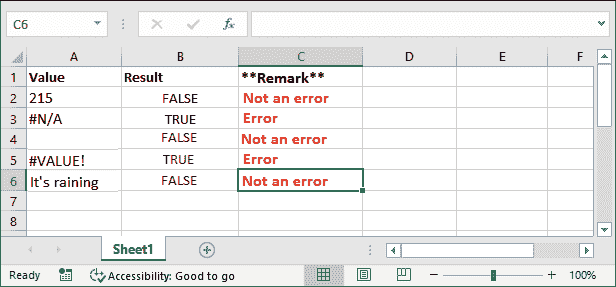 C6
fx
A B C D E F
1 Value Result **Remark**
2 215 FALSE Not an error
3 #N/A TRUE Error
4 FALSE Not an error
5 #VALUE! TRUE Error
6 It's raining FALSE Not an error
7
8
Sheet1
Ready Accessibility: Good to go 100%